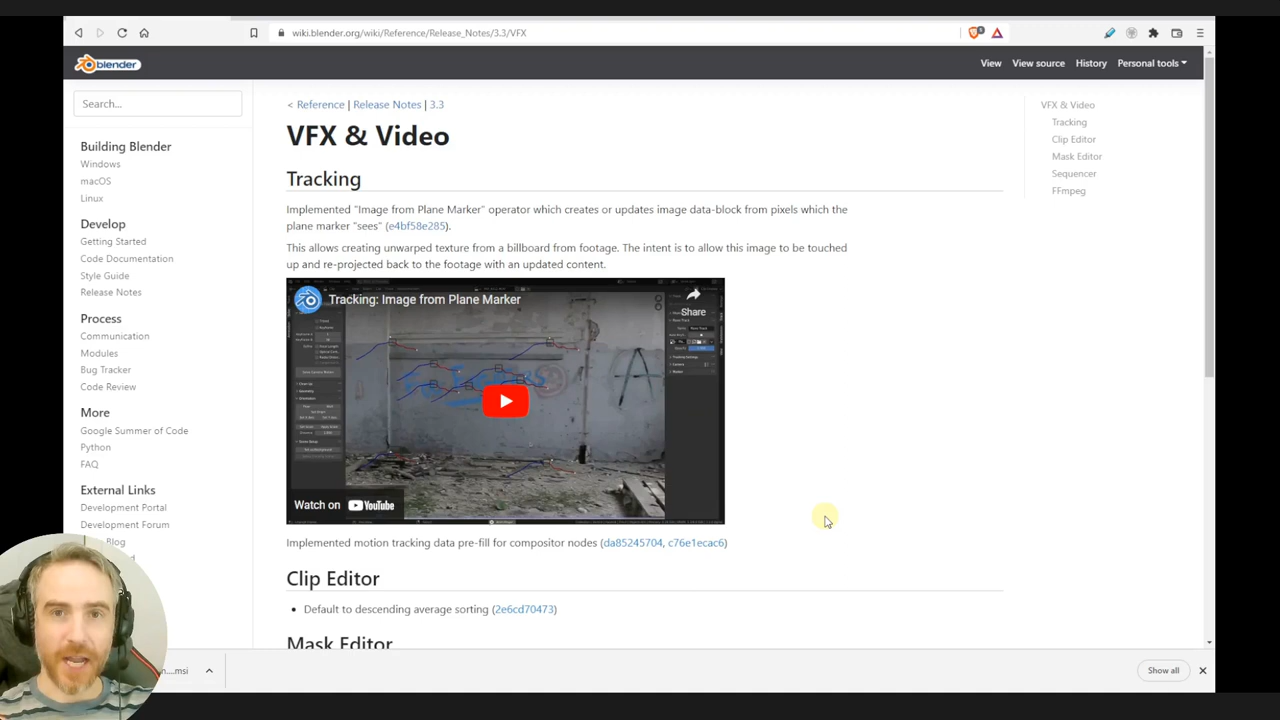 wiki.blender.org/wiki/Reference/Release_Notes/3.3/VFX
blender
View
View source
History
Personal tools
Search...
Building Blender
Windows
macOS
Linux
Develop
Getting Started
Code Documentation
Style Guide
Release Notes
Process
Communication
Modules
Bug Tracker
Code Review
More
Google Summer of Code
Python
FAQ
External Links
Development Portal
Development Forum
Blog
< Reference | Release Notes | 3.3
VFX & Video
Tracking
Implemented "Image from Plane Marker" operator which creates or updates image data-block from pixels which the
plane marker "sees" (e4bf58e285).
This allows creating unwarped texture from a billboard from footage. The intent is to allow this image to be touched
up and re-projected back to the footage with an updated content.
Tracking: Image from Plane Marker
Share
Watch on YouTube
Implemented motion tracking data pre-fill for compositor nodes (da85245704, c76e1ecac6)
Clip Editor
• Default to descending average sorting (2e6cd70473)
Mask Editor
VFX & Video
Tracking
Clip Editor
Mask Editor
Sequencer
FFmpeg
n....msi
Show all